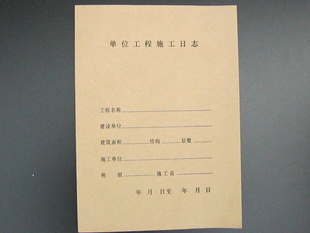 单位工程施工日志
工程名称
建设单位
建筑面积 结构 层数
施工单位
班 组 施工员
年 月 日至 年 月 日